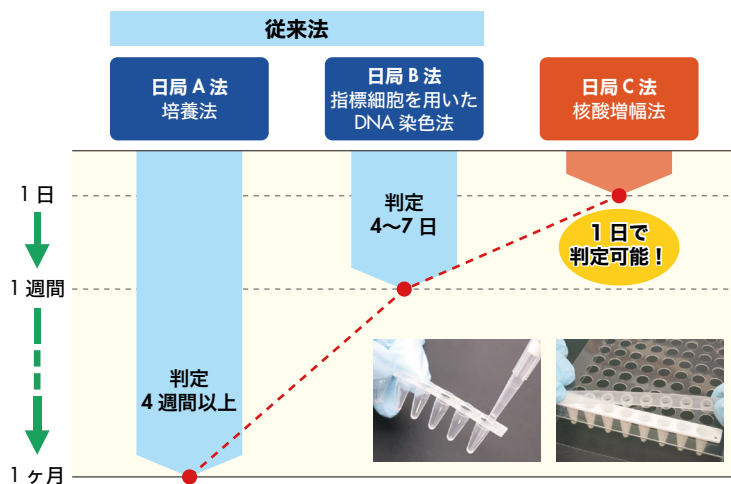 従来法
日局 A 法
培養法
日局 B 法
指標細胞を用いた
DNA 染色法
日局 C 法
核酸増幅法
1 日
1 週間
1 ヶ月
判定
4 週間以上
判定
4〜7 日
1 日で
判定可能！